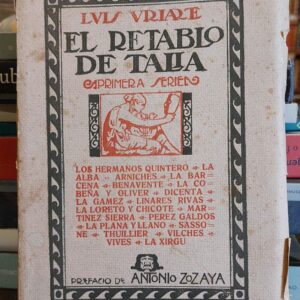 LVIS VRIARTE
EL RETABLO
DE TALIA
PRIMERA SERIE
LOS HERMANOS QUINTERO - LA
ALBA - ARNICHES - LA BAR-
CENA - BENAVENTE - LA CO-
BEÑA Y OLIVER - DICENTA -
LA GAMEZ - LINARES RIVAS -
LA LORETO Y CHICOTE - MAR-
TINEZ SIERRA - PEREZ GALDOS
- LA PLANA Y LLANO - SASSO-
NE - THUILLIER - VILCHES -
VIVES - LA XIRGU
PREFACIO DE ANTONIO ZOZAYA